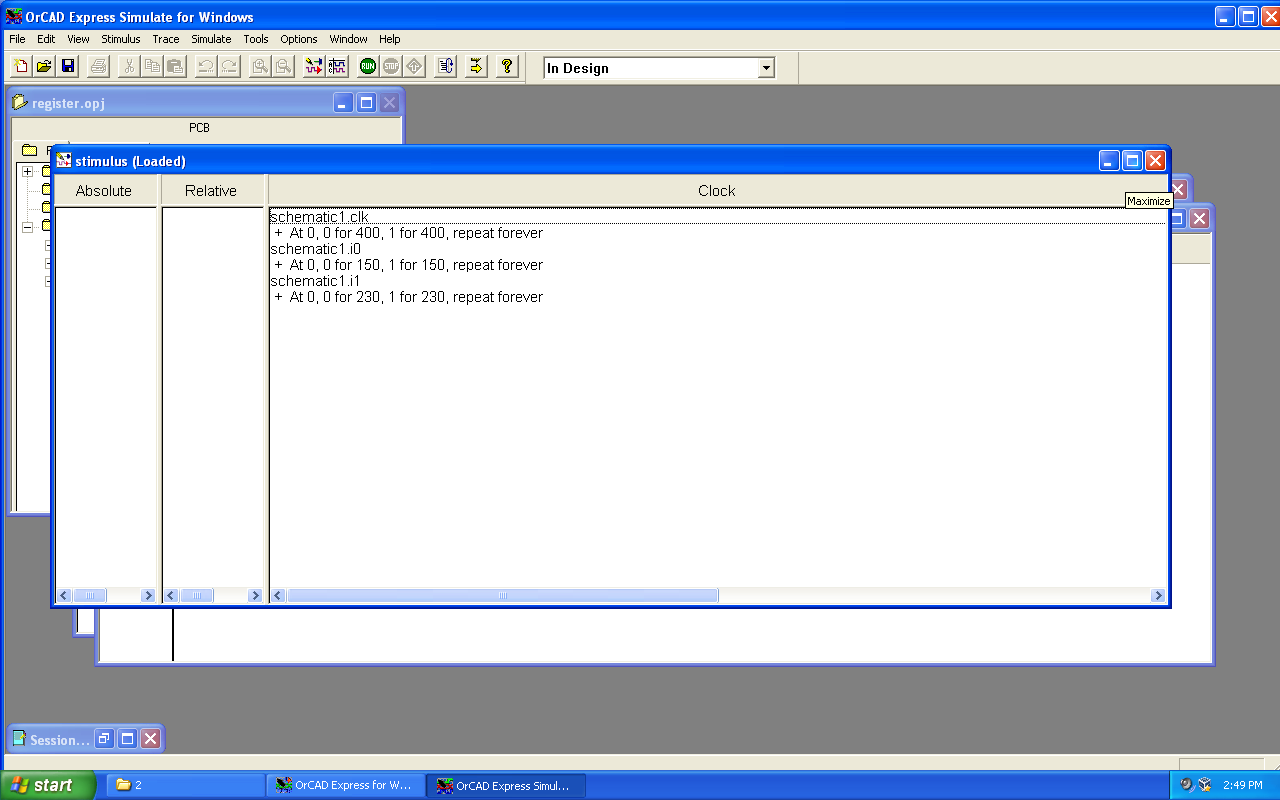 OrCAD Express Simulate for Windows
File Edit View Stimulus Trace Simulate Tools Options Window Help
RUN STOP In Design
register.opj
PCB
stimulus (Loaded)
Absolute Relative Clock
Maximize
schematic1.clk
+ At 0, 0 for 400, 1 for 400, repeat forever
schematic1.i0
+ At 0, 0 for 150, 1 for 150, repeat forever
schematic1.i1
+ At 0, 0 for 230, 1 for 230, repeat forever
Session...
start 2 OrCAD Express for W... OrCAD Express Simul... 2:49 PM